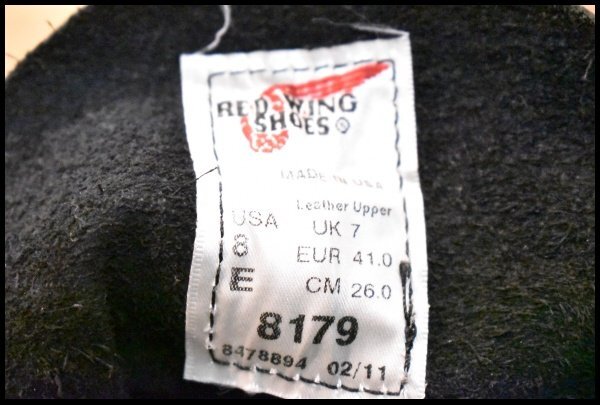 RED WING
SHOES
MADE IN USA
Leather Upper
USA
8
E
UK 7
EUR 41.0
CM 26.0
8179
8478894 02/11